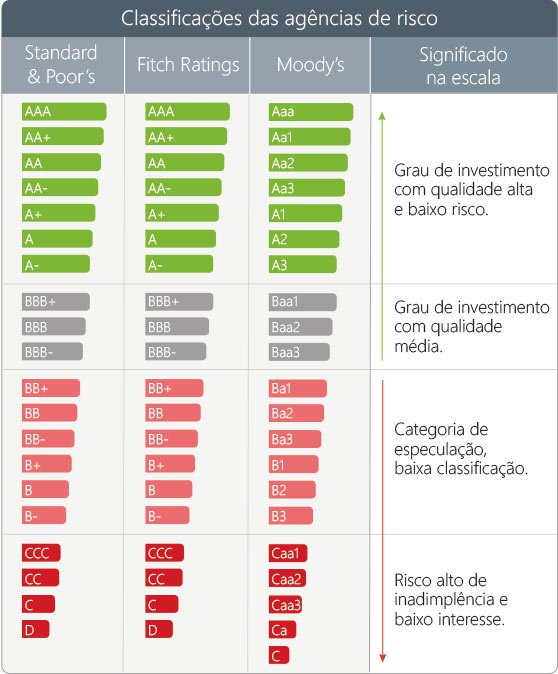 Classificações das agências de risco
Standard
& Poor's
Fitch Ratings
Moody's
Significado
na escala
AAA AAA Aaa
AA+ AA+ Aa1
AA AA Aa2
AA- AA- Aa3
A+ A+ A1
A A A2
A- A- A3
Grau de investimento
com qualidade alta
e baixo risco.
BBB+ BBB+ Baa1
BBB BBB Baa2
BBB- BBB- Baa3
Grau de investimento
com qualidade
média.
BB+ BB+ Ba1
BB BB Ba2
BB- BB- Ba3
B+ B+ B1
B B B2
B- B- B3
Categoria de
especulação,
baixa classificação.
CCC CCC Caa1
CC CC Caa2
C C Caa3
D D Ca
C
Risco alto de
inadimplência e
baixo interesse.